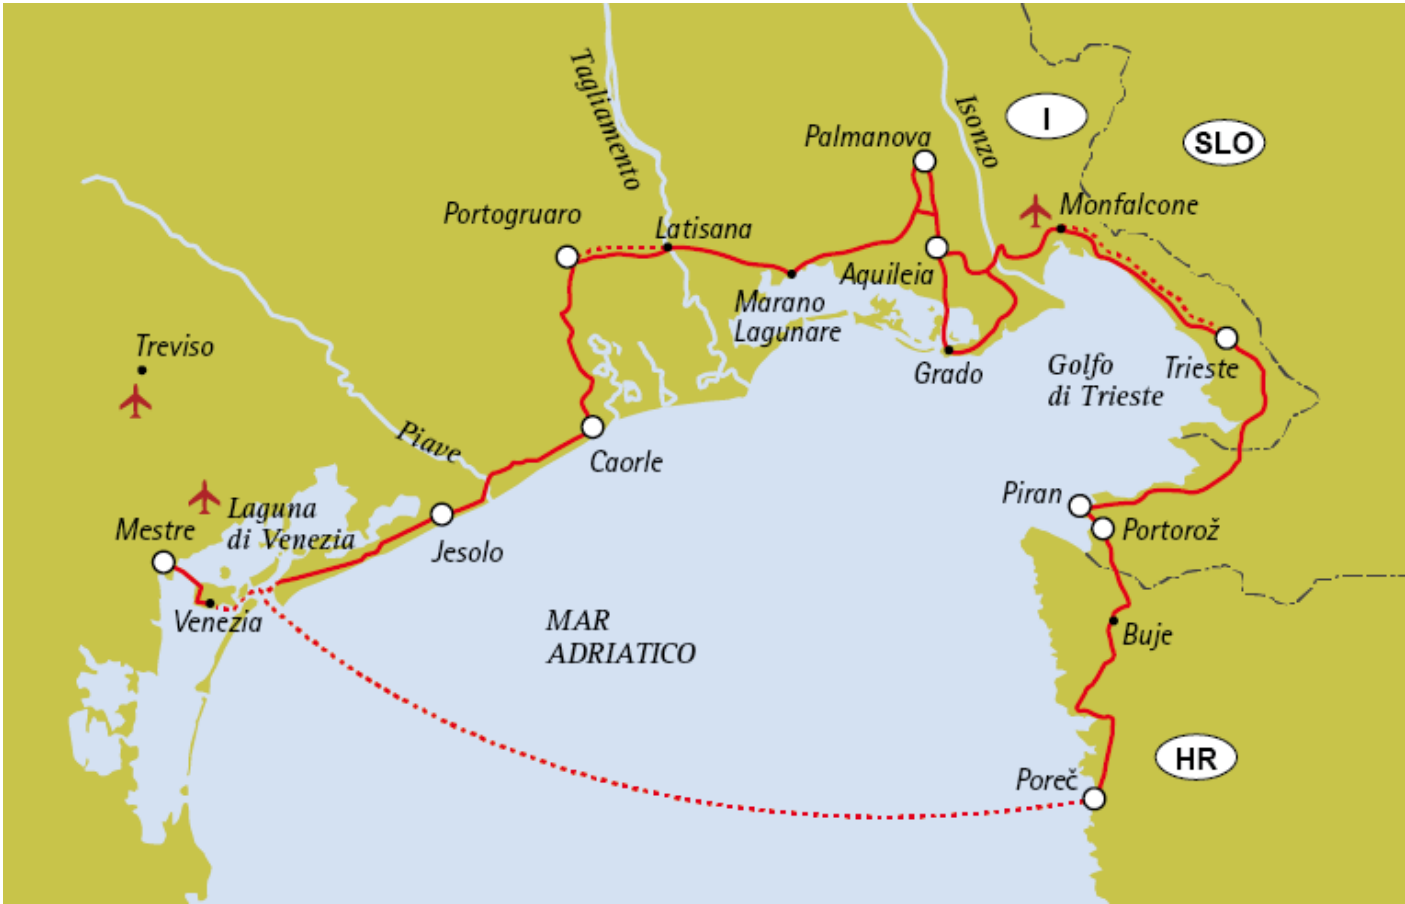 Tagliamento
Isonzo
I
SLO
Palmanova
Portogruaro
Latisana
Monfalcone
Aquileia
Marano
Lagunare
Treviso
Grado
Golfo
di Trieste
Trieste
Piave
Caorle
Piran
Portorož
Laguna
di Venezia
Mestre
Jesolo
Venezia
MAR
ADRIATICO
Buje
HR
Poreč